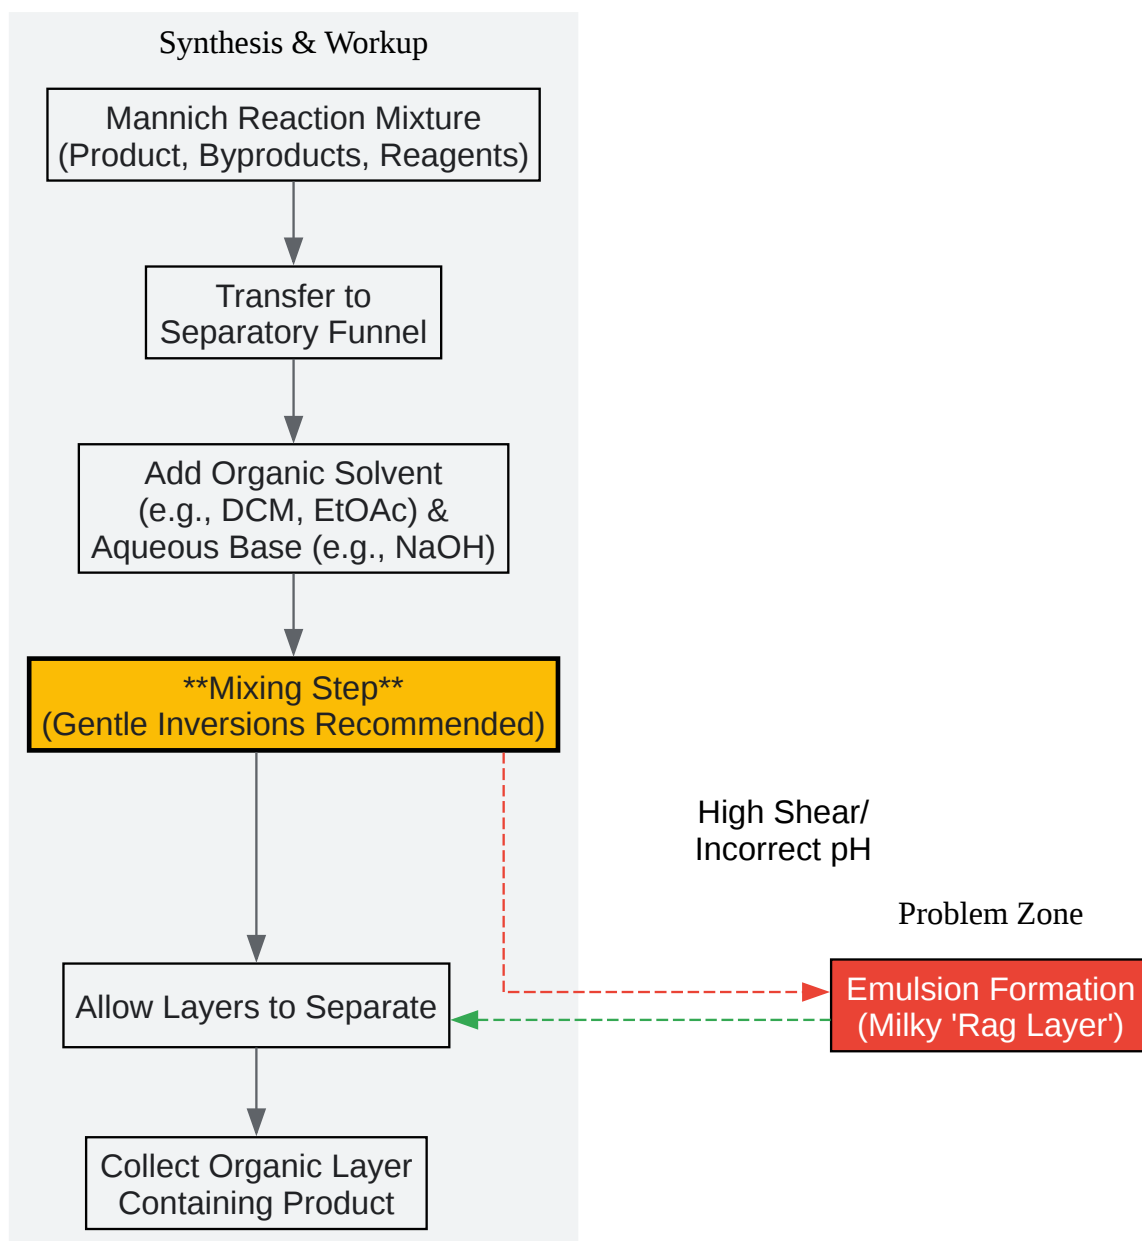 Synthesis & Workup
Mannich Reaction Mixture
(Product, Byproducts, Reagents)
Transfer to
Separatory Funnel
Add Organic Solvent
(e.g., DCM, EtOAc) &
Aqueous Base (e.g., NaOH)
**Mixing Step**
(Gentle Inversions Recommended)
High Shear/
Incorrect pH
Problem Zone
Emulsion Formation
(Milky 'Rag Layer')
Allow Layers to Separate
Collect Organic Layer
Containing Product